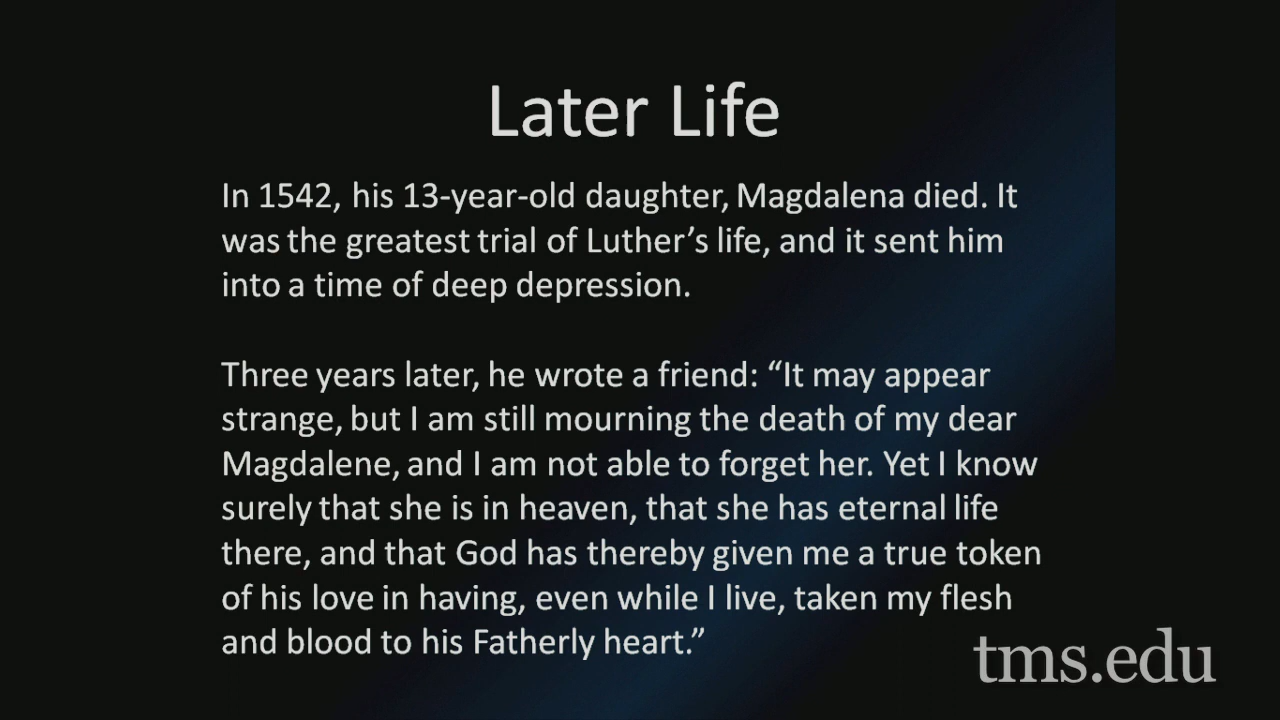 Later Life
In 1542, his 13-year-old daughter, Magdalena died. It
was the greatest trial of Luther’s life, and it sent him
into a time of deep depression.
Three years later, he wrote a friend: “It may appear
strange, but I am still mourning the death of my dear
Magdalene, and I am not able to forget her. Yet I know
surely that she is in heaven, that she has eternal life
there, and that God has thereby given me a true token
of his love in having, even while I live, taken my flesh
and blood to his Fatherly heart.”
tms.edu